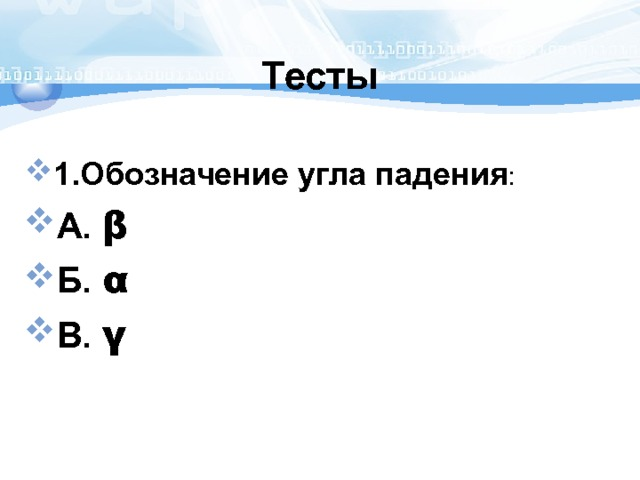 Тесты
1.Обозначение угла падения:
А. β
Б. α
В. γ